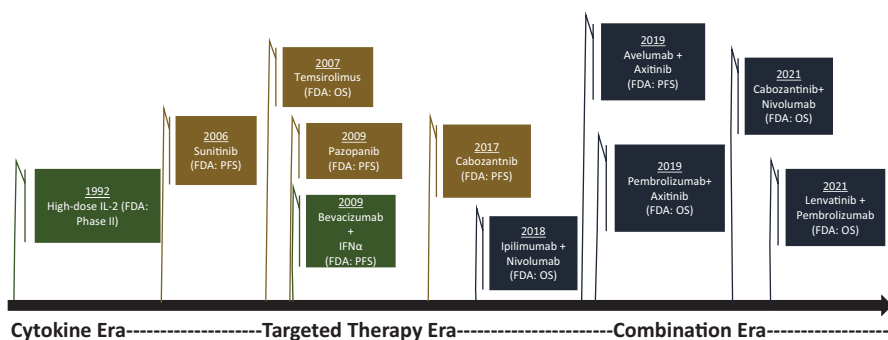 1992
High-dose IL-2 (FDA:
Phase II)
2006
Sunitinib
(FDA: PFS)
2007
Temsirolimus
(FDA: OS)
2009
Pazopanib
(FDA: PFS)
2009
Bevacizumab
+
IFNα
(FDA: PFS)
2017
Cabozantnib
(FDA: PFS)
2018
Ipilimumab +
Nivolumab
(FDA: OS)
2019
Avelumab +
Axitinib
(FDA: PFS)
2019
Pembrolizumab+
Axitinib
(FDA: OS)
2021
Cabozantinib+
Nivolumab
(FDA: OS)
2021
Lenvatinib +
Pembrolizumab
(FDA: OS)
Cytokine Era--------------------Targeted Therapy Era-----------------------Combination Era-----------------